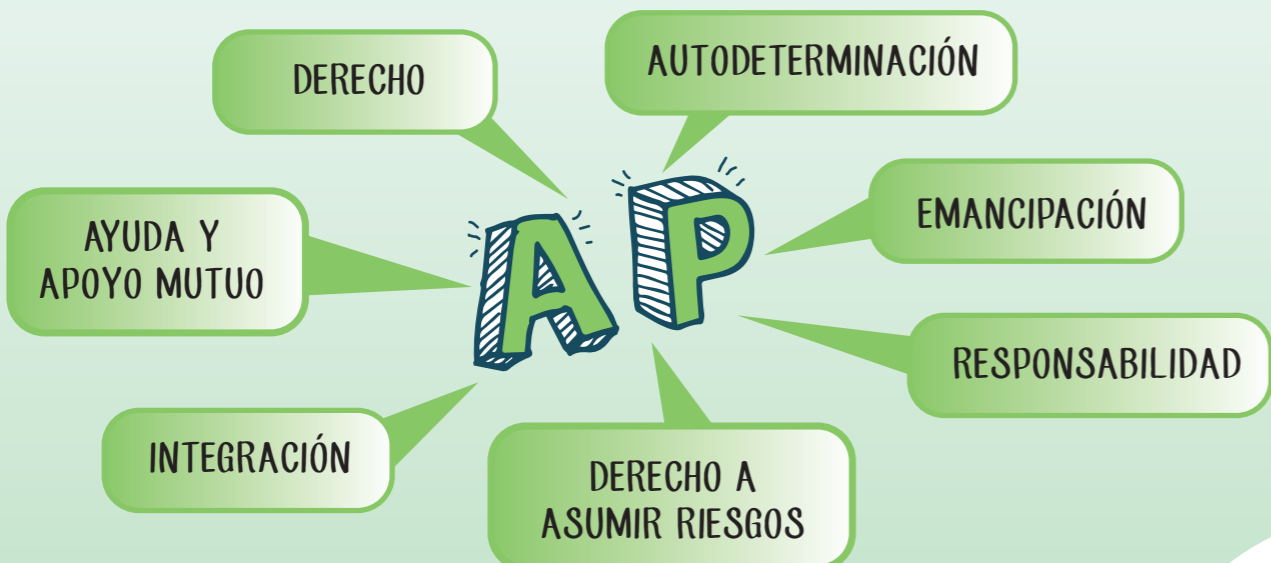 DERECHO
AUTODETERMINACIÓN
AYUDA Y
APOYO MUTUO
AP
EMANCIPACIÓN
RESPONSABILIDAD
INTEGRACIÓN
DERECHO A
ASUMIR RIESGOS